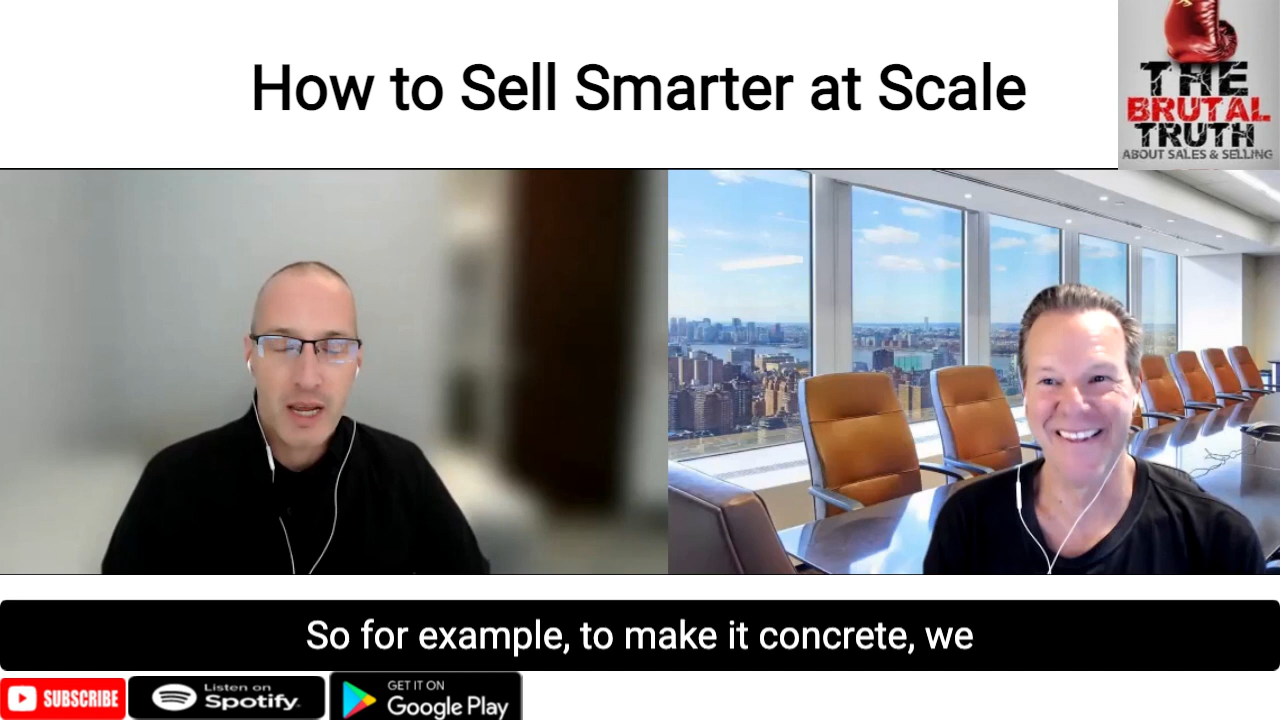 How to Sell Smarter at Scale
THE
BRUTAL
TRUTH
ABOUT SALES & SELLING
So for example, to make it concrete, we
SUBSCRIBE
Listen on
Spotify
GET IT ON
Google Play